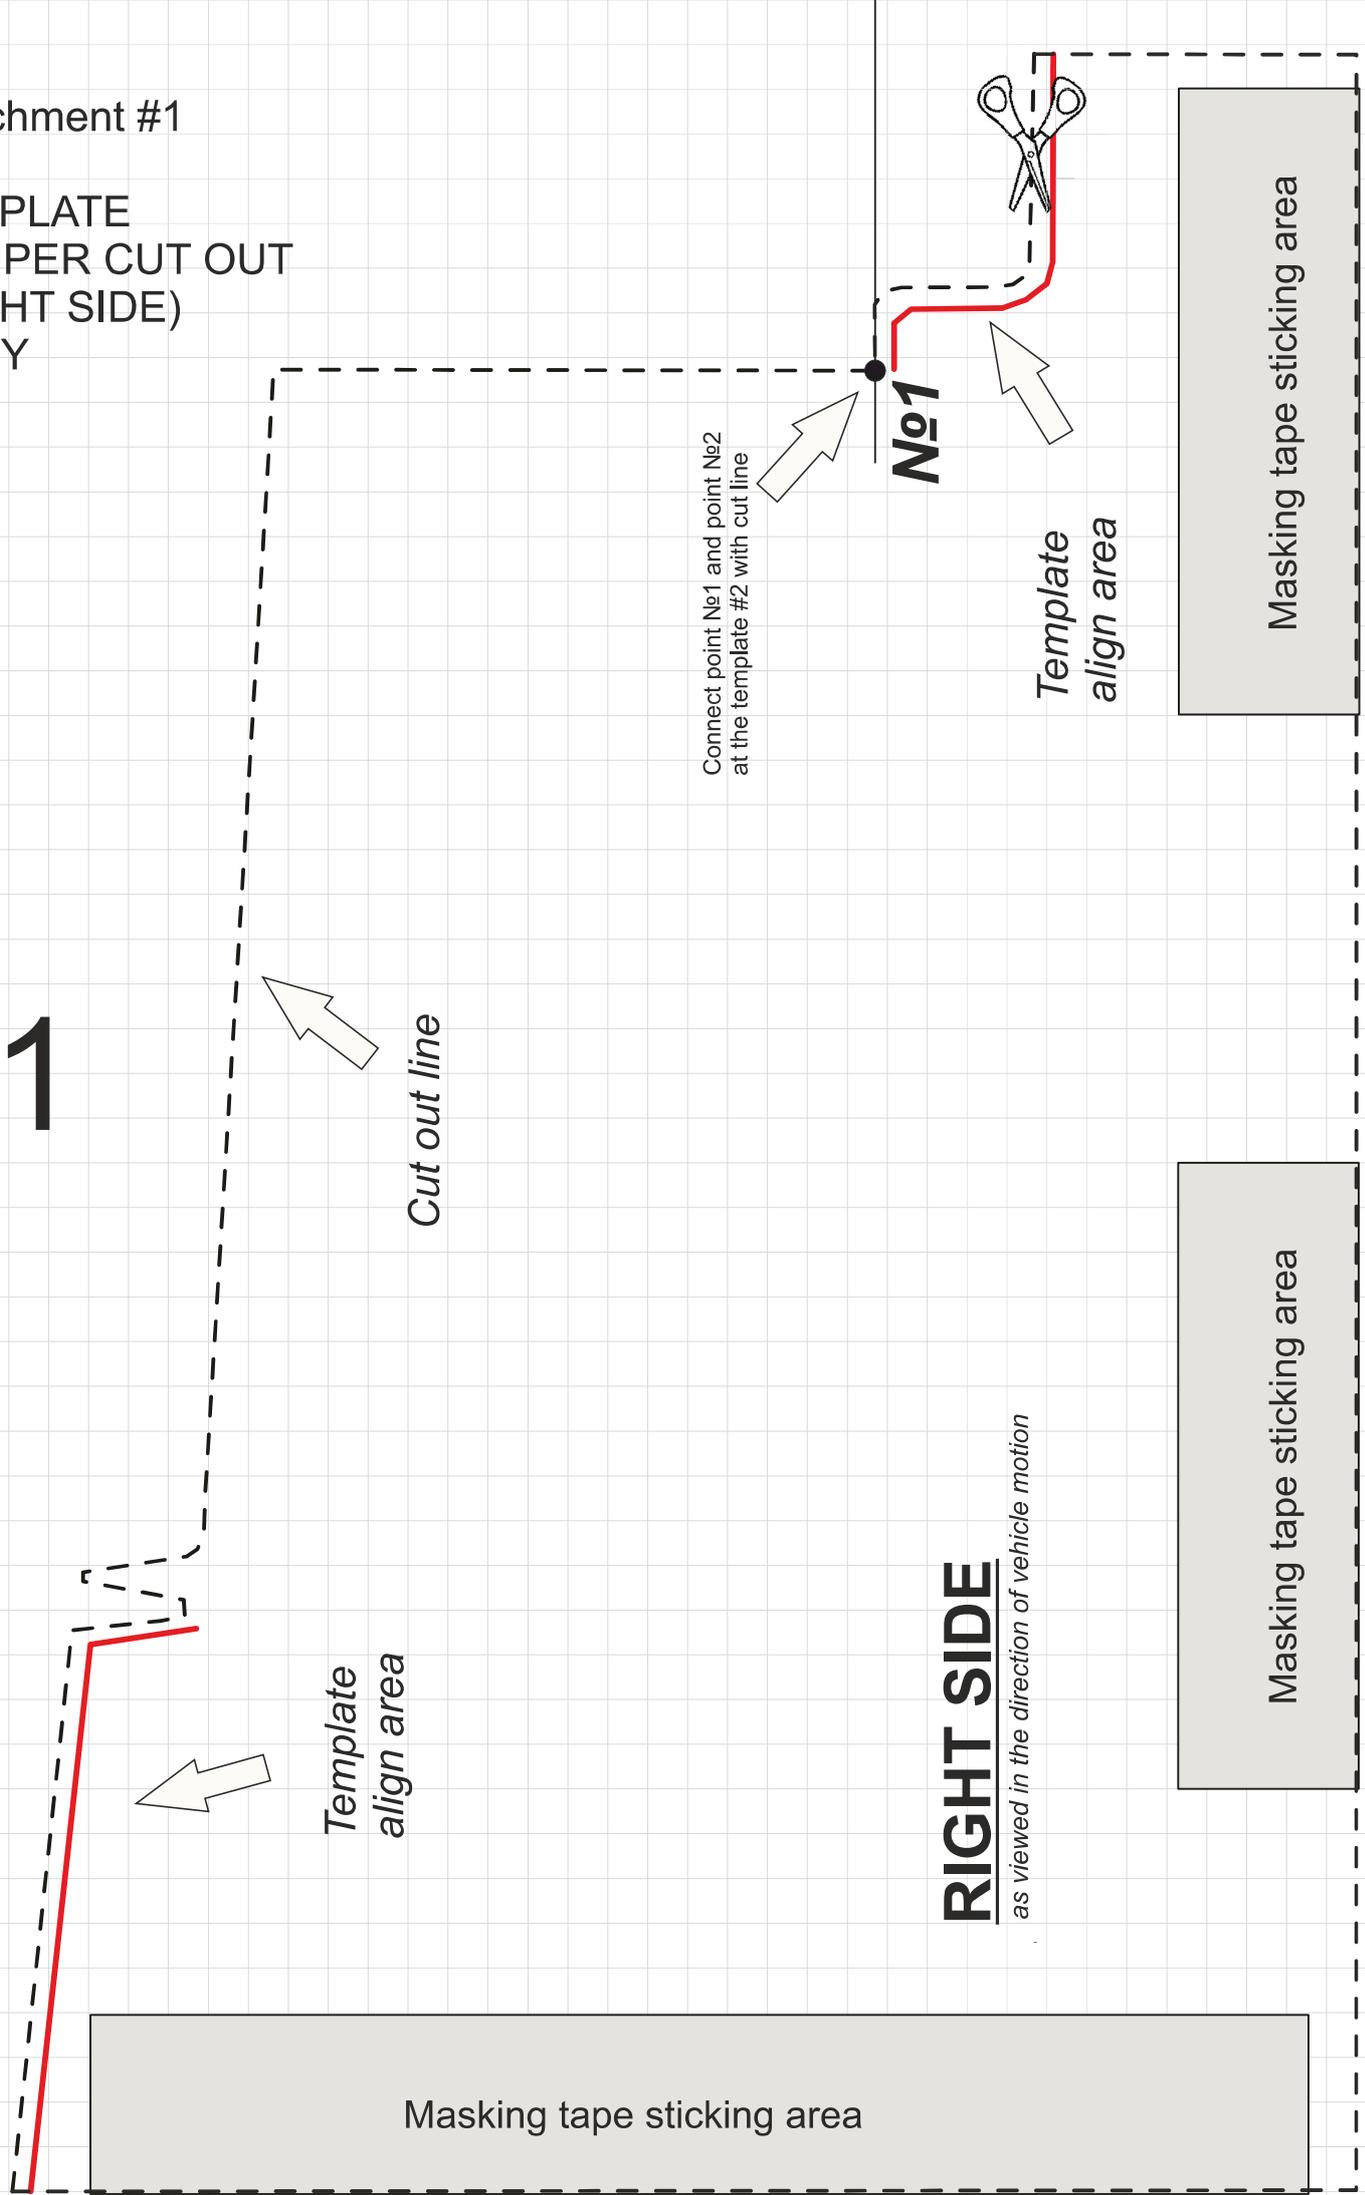 chment #1
PLATE
PER CUT OUT
HT SIDE)
Y
№1
Connect point №1 and point №2
at the template #2 with cut line
Template
align area
Masking tape sticking area
1
Cut out line
Masking tape sticking area
Template
align area
RIGHT SIDE
as viewed in the direction of vehicle motion
Masking tape sticking area